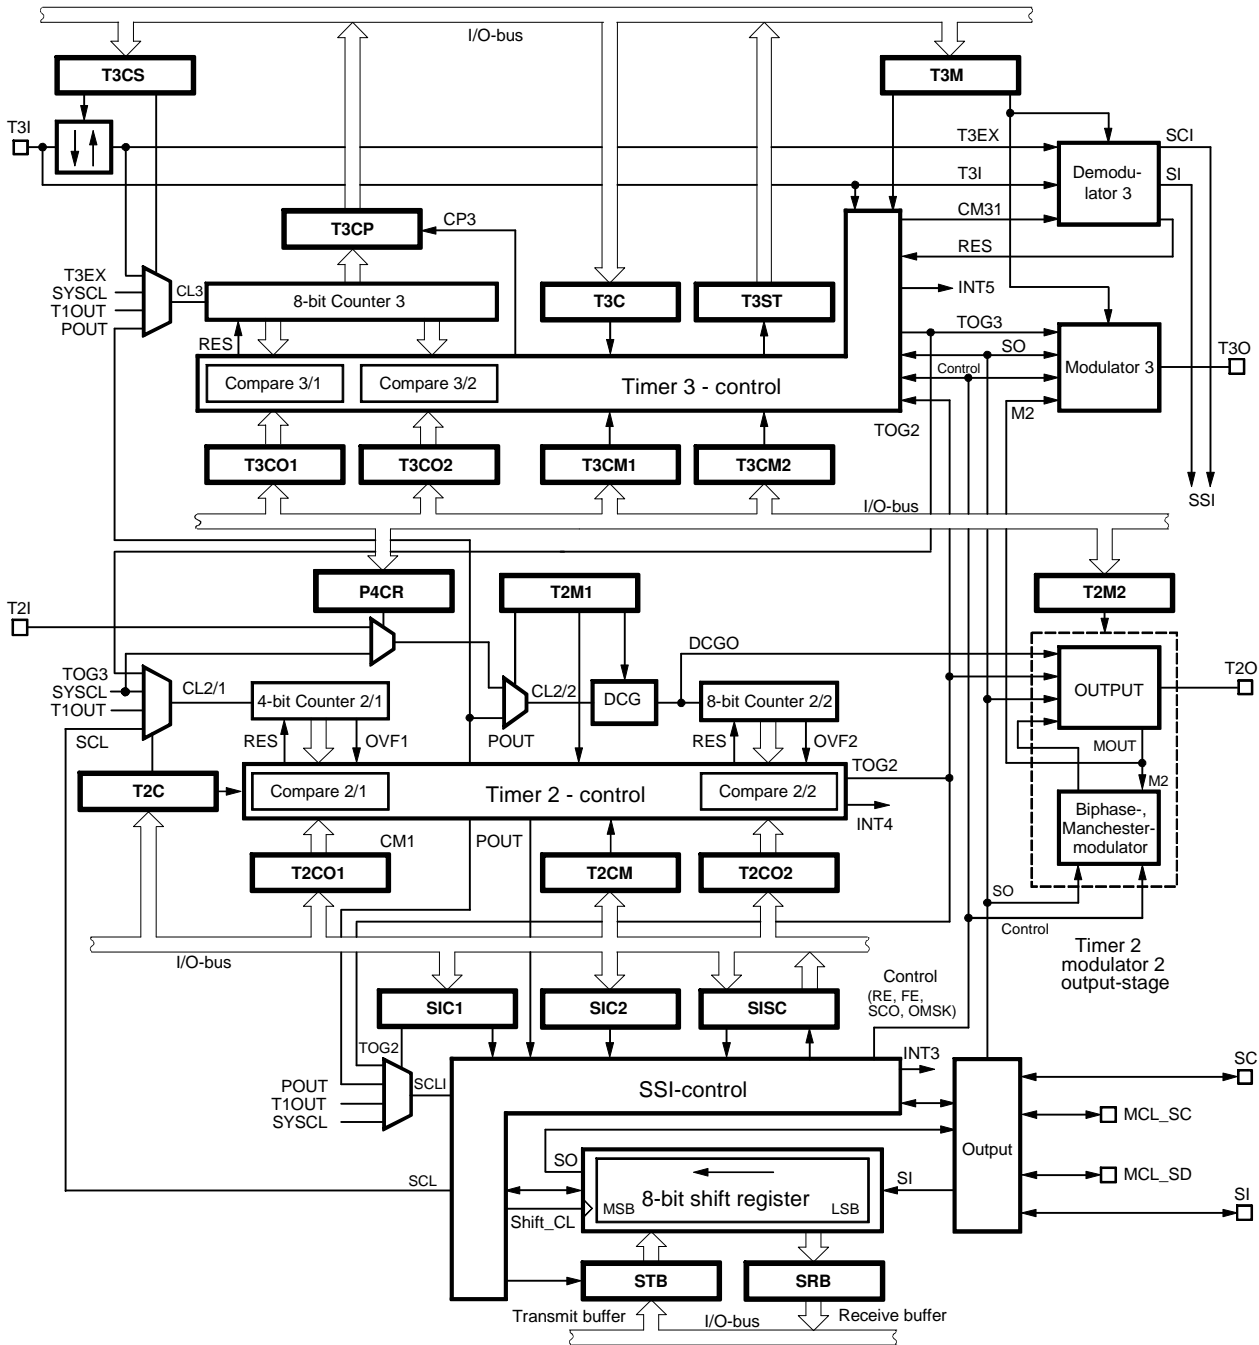 I/O-bus
T3CS
T3M
T3I
T3EX
SCI
T3I
SI
Demodu-
lator 3
CM31
T3CP
CP3
RES
T3EX
SYSCL
T1OUT
POUT
CL3
8-bit Counter 3
T3C
T3ST
INT5
TOG3
RES
SO
Compare 3/1
Compare 3/2
Timer 3 - control
Control
Modulator 3
T3O
M2
TOG2
T3CO1
T3CO2
T3CM1
T3CM2
SSI
I/O-bus
P4CR
T2M1
T2M2
T2I
DCGO
TOG3
SYSCL
T1OUT
SCL
CL2/1
4-bit Counter 2/1
CL2/2
DCG
8-bit Counter 2/2
OUTPUT
T2O
RES
OVF1
POUT
RES
OVF2
MOUT
TOG2
M2
T2C
Compare 2/1
Timer 2 - control
Compare 2/2
INT4
Biphase-,
Manchester-
modulator
CM1
POUT
T2CO1
T2CM
T2CO2
SO
Control
I/O-bus
Timer 2
modulator 2
output-stage
Control
(RE, FE,
SCO, OMSK)
SIC1
SIC2
SISC
TOG2
INT3
POUT
T1OUT
SYSCL
SCLI
SSI-control
SC
MCL_SC
Output
SO
SCL
SI
MCL_SD
8-bit shift register
MSB
LSB
Shift_CL
SI
STB
SRB
Transmit buffer
I/O-bus
Receive buffer